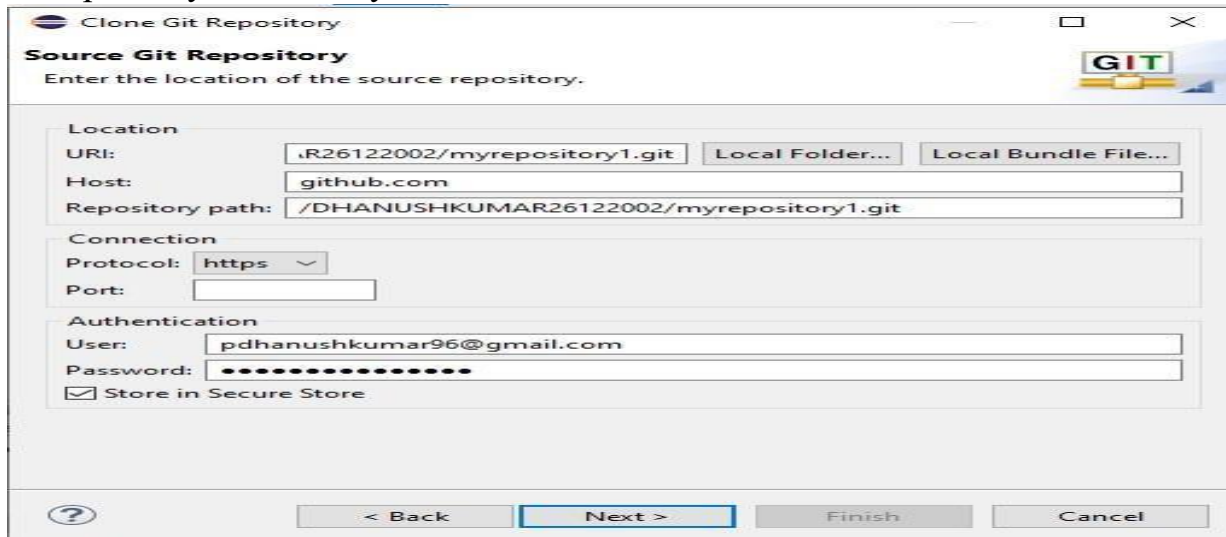 Clone Git Repository
Source Git Repository
GIT
Enter the location of the source repository.
Location
URI: R26122002/myrepository1.git Local Folder... Local Bundle File...
Host: github.com
Repository path: /DHANUSHKUMAR26122002/myrepository1.git
Connection
Protocol: https
Port:
Authentication
User: pdhanushkumar96@gmail.com
Password: ●●●●●●●●●●●●●●●
Store in Secure Store
? < Back Next > Finish Cancel